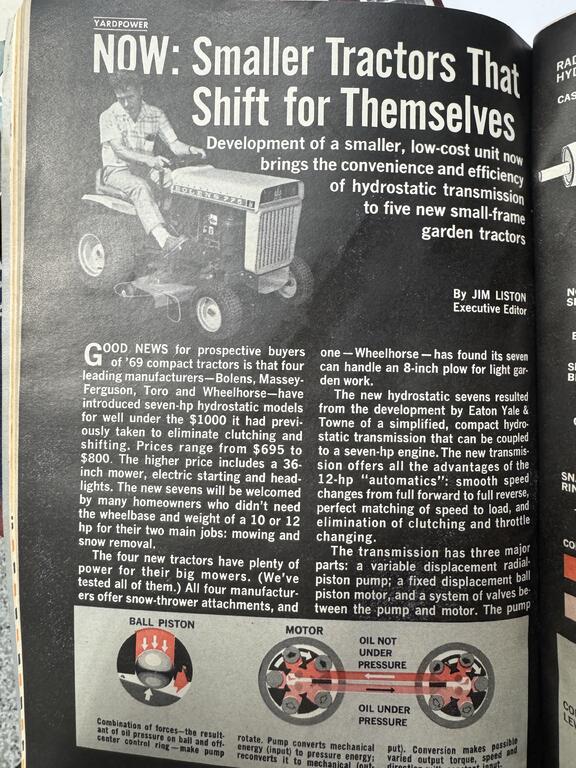 YARDPOWER
NOW: Smaller Tractors That
Shift for Themselves
Development of a smaller, low-cost unit now
brings the convenience and efficiency
of hydrostatic transmission
to five new small-frame
garden tractors
BOLENS 775
By JIM LISTON
Executive Editor
GOOD NEWS for prospective buyers
of '69 compact tractors is that four
leading manufacturers—Bolens, Massey-
Ferguson, Toro and Wheelhorse—have
introduced seven-hp hydrostatic models
for well under the $1000 it had previ-
ously taken to eliminate clutching and
shifting. Prices range from $695 to
$800. The higher price includes a 36-
inch mower, electric starting and head-
lights. The new sevens will be welcomed
by many homeowners who didn't need
the wheelbase and weight of a 10 or 12
hp for their two main jobs: mowing and
snow removal.
The four new tractors have plenty of
power for their big mowers. (We've
tested all of them.) All four manufactur-
ers offer snow-thrower attachments, and
one—Wheelhorse—has found its seven
can handle an 8-inch plow for light gar-
den work.
The new hydrostatic sevens resulted
from the development by Eaton Yale &
Towne of a simplified, compact hydro-
static transmission that can be coupled
to a seven-hp engine. The new transmis-
sion offers all the advantages of the
12-hp "automatics": smooth speed
changes from full forward to full reverse,
perfect matching of speed to load, and
elimination of clutching and throttle
changing.
The transmission has three major
parts: a variable displacement radial-
piston pump; a fixed displacement ball
piston motor, and a system of valves be-
tween the pump and motor. The pump
BALL PISTON
MOTOR
OIL NOT
UNDER
PRESSURE
OIL UNDER
PRESSURE
Combination of forces—the result-
ant of oil pressure on ball and off-
center control ring—make pump
rotate. Pump converts mechanical
energy (input) to pressure energy;
reconverts it to mechanical (out-
put). Conversion makes possible
varied output torque, speed and